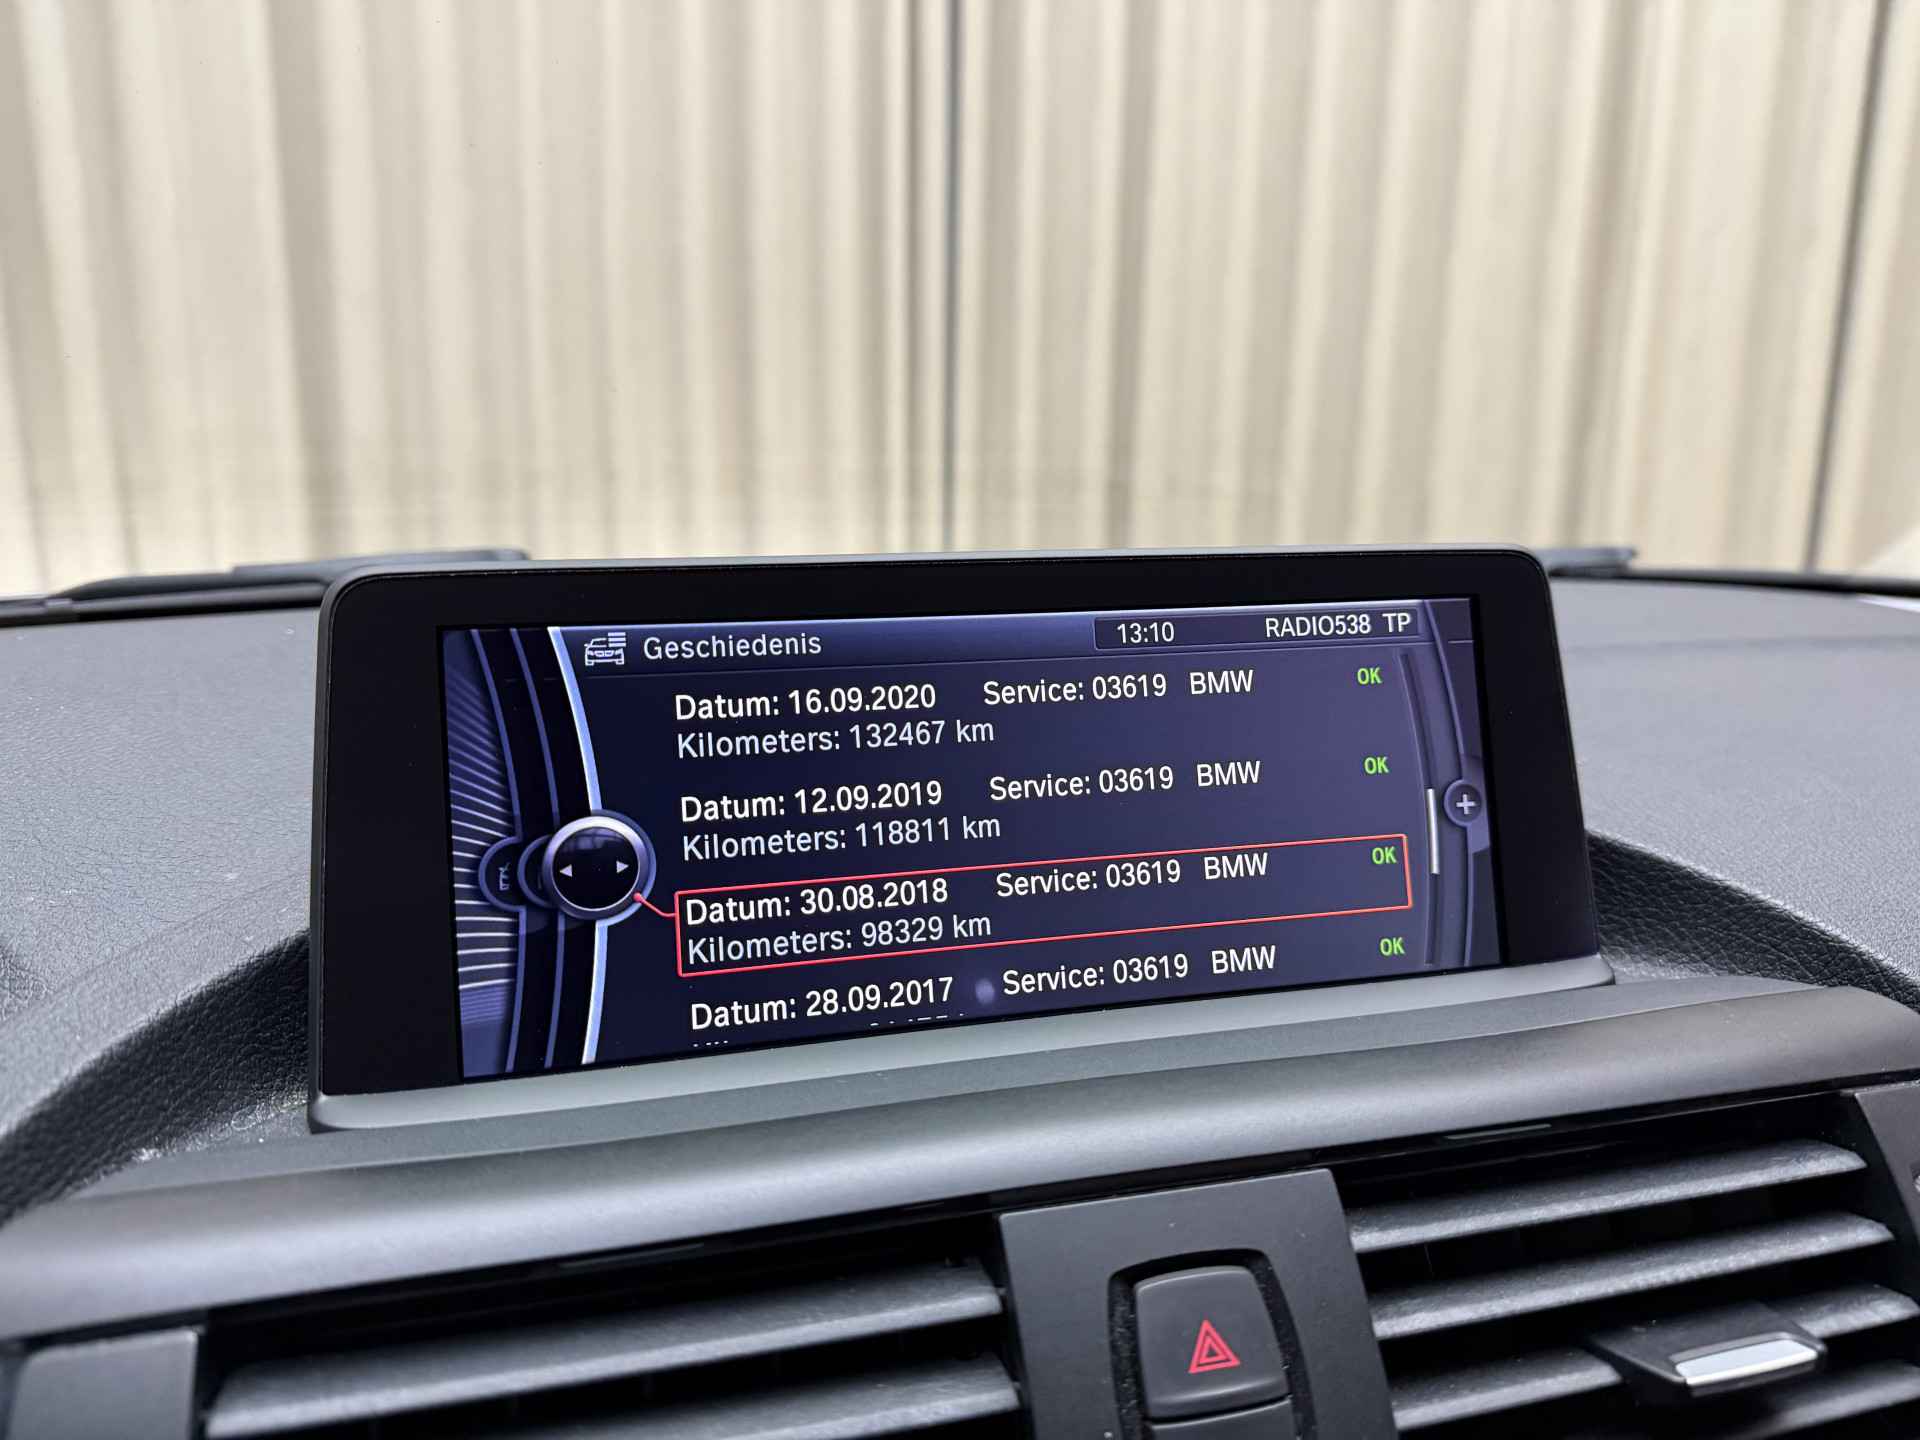 Geschiedenis 13:10 RADIO538 TP
Datum: 16.09.2020 Service: 03619 BMW OK
Kilometers: 132467 km
Datum: 12.09.2019 Service: 03619 BMW OK
Kilometers: 118811 km
Datum: 30.08.2018 Service: 03619 BMW OK
Kilometers: 98329 km
Datum: 28.09.2017 Service: 03619 BMW OK